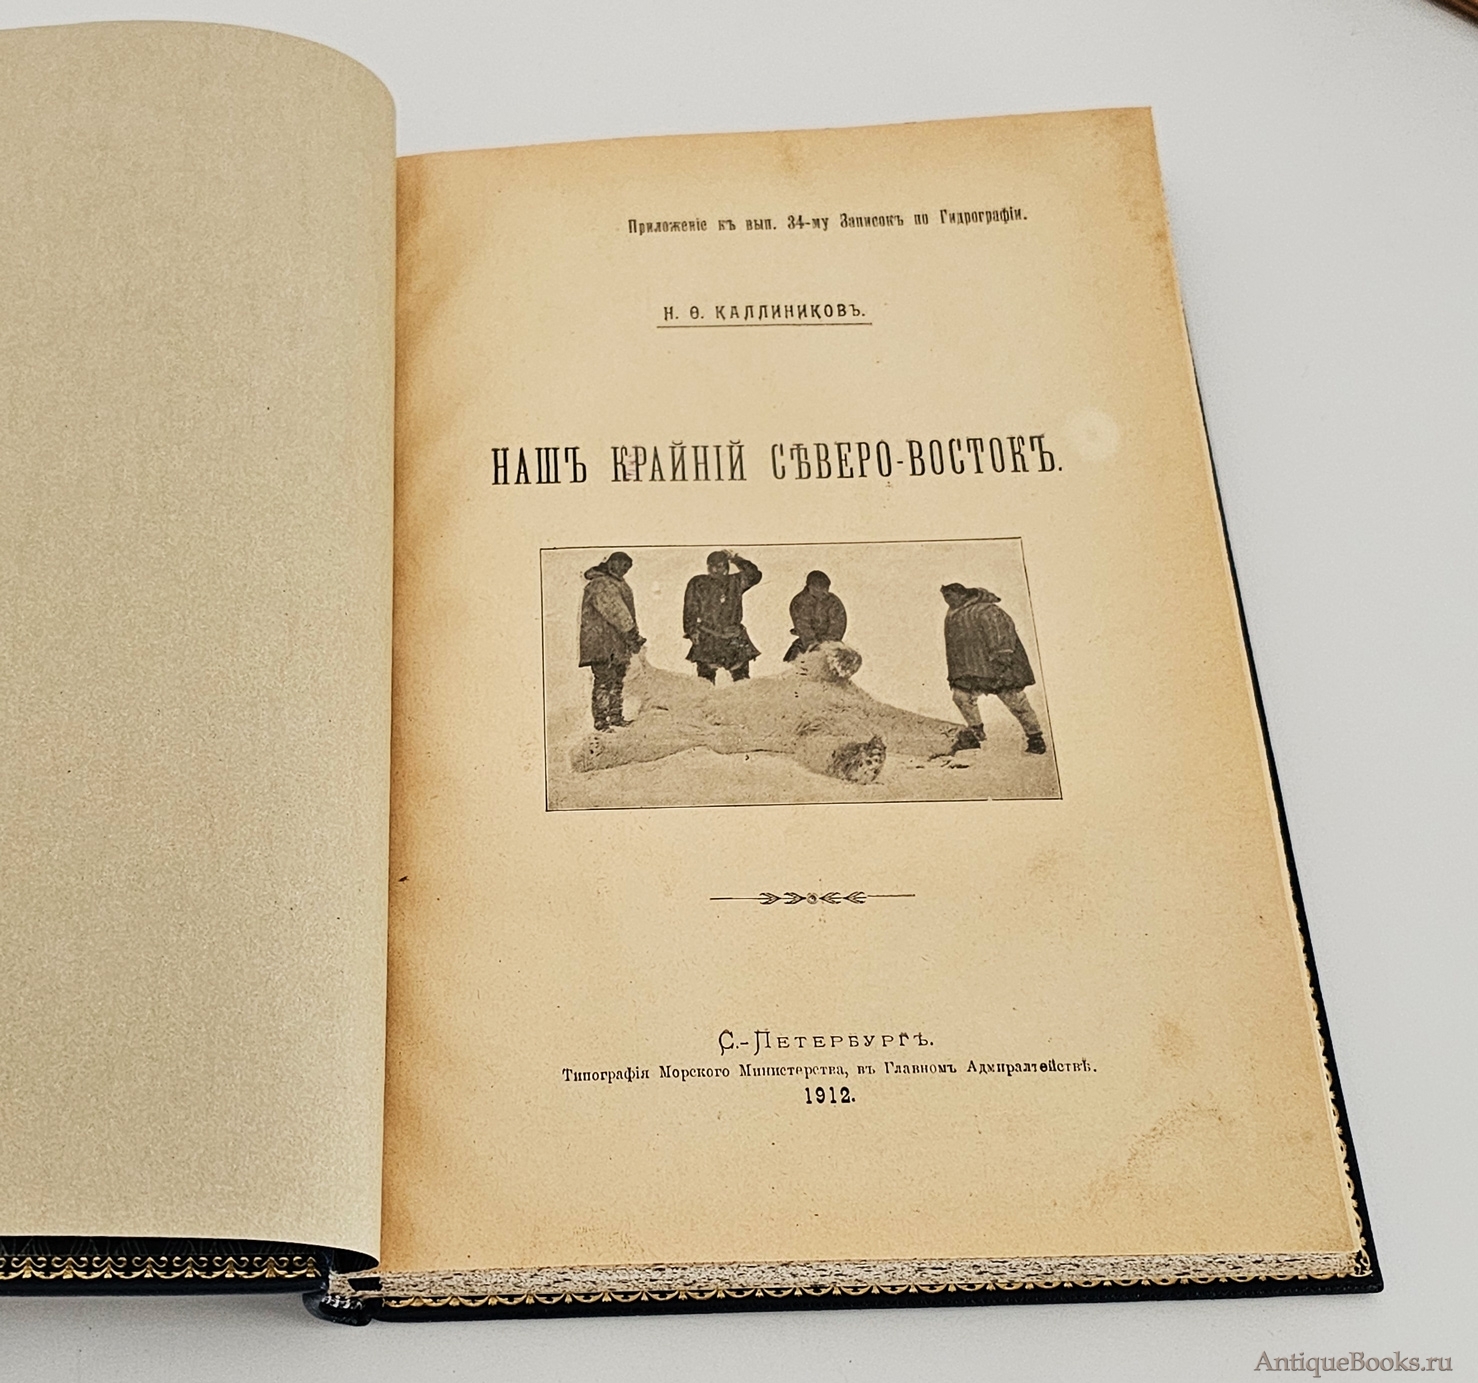 Приложеніе къ вып. 34-му Записокъ по Гидрографіи.
Н. Ѳ. КАЛЛИНИКОВЪ.
НАШЪ КРАЙНІЙ СѢВЕРО-ВОСТОКЪ.
С.-ПЕТЕРБУРГЪ.
Типографія Морского Министерства, въ Главномъ Адмиралтействѣ.
1912.
AntiqueBooks.ru